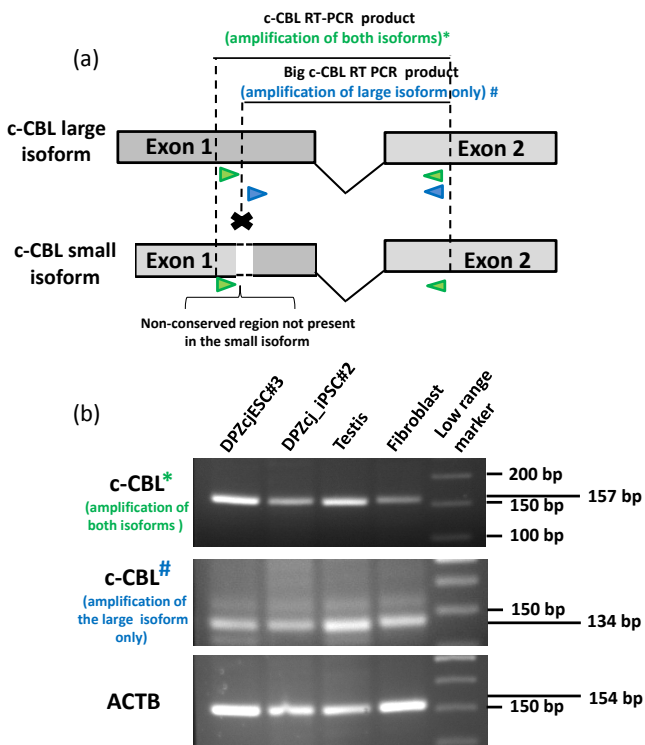 c-CBL RT-PCR product
(amplification of both isoforms)*
(a)
Big c-CBL RT PCR product
(amplification of large isoform only) #
c-CBL large
isoform
Exon 1
Exon 2
c-CBL small
isoform
Exon 1
Exon 2
Non-conserved region not present
in the small isoform
(b)
DPZcjESC#3
DPZcj_iPSC#2
Testis
Fibroblast
Low range
marker
c-CBL*
(amplification of
both isoforms )
200 bp
157 bp
150 bp
100 bp
c-CBL#
(amplification of
the large isoform
only)
150 bp
134 bp
ACTB
154 bp
150 bp